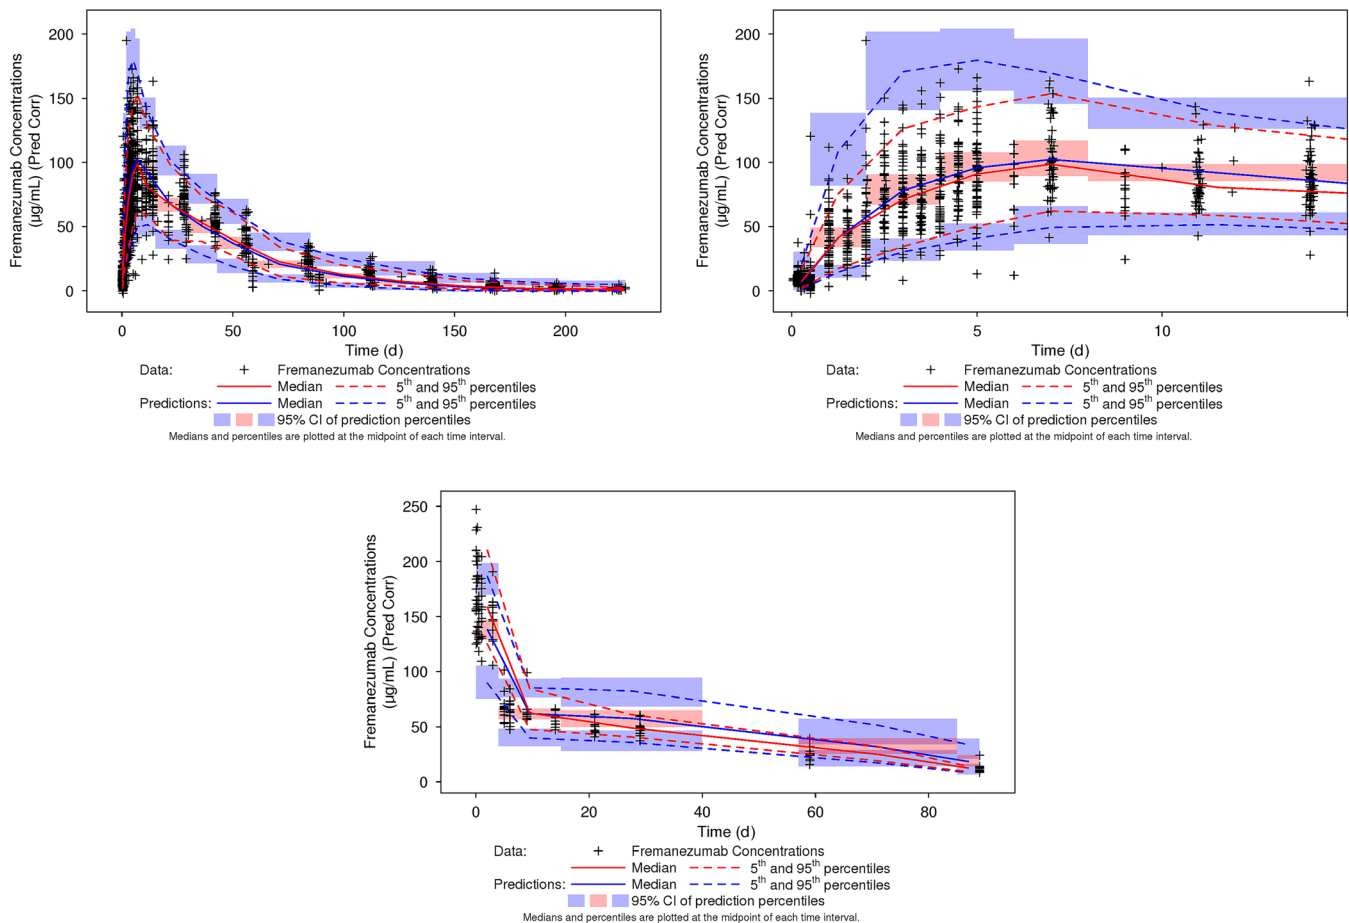 Fremanezumab Concentrations
(µg/mL) (Pred Corr)
200
150
100
50
0
0 50 100 150 200
Time (d)
Data: + Fremanezumab Concentrations
Median 5th and 95th percentiles
Predictions: Median 5th and 95th percentiles
95% CI of prediction percentiles
Medians and percentiles are plotted at the midpoint of each time interval.
Fremanezumab Concentrations
(µg/mL) (Pred Corr)
200
150
100
50
0
0 5 10
Time (d)
Data: + Fremanezumab Concentrations
Median 5th and 95th percentiles
Predictions: Median 5th and 95th percentiles
95% CI of prediction percentiles
Medians and percentiles are plotted at the midpoint of each time interval.
Fremanezumab Concentrations
(µg/mL) (Pred Corr)
250
200
150
100
50
0
0 20 40 60 80
Time (d)
Data: + Fremanezumab Concentrations
Median 5th and 95th percentiles
Predictions: Median 5th and 95th percentiles
95% CI of prediction percentiles
Medians and percentiles are plotted at the midpoint of each time interval.